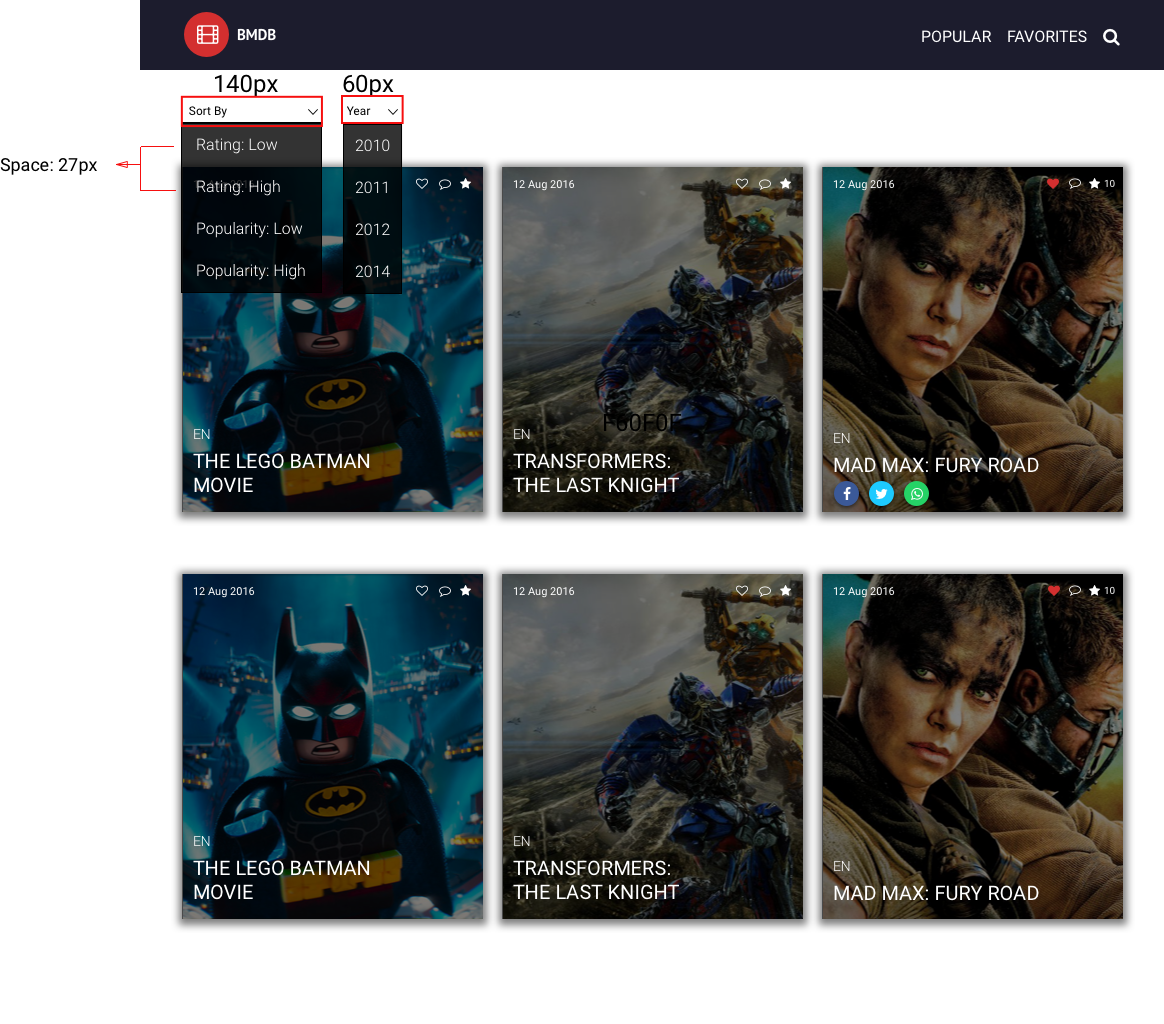 BMDB
POPULAR FAVORITES
140px 60px
Sort By Year
Space: 27px
Rating: Low
Rating: High
Popularity: Low
Popularity: High
2010
2011
2012
2014
EN
THE LEGO BATMAN
MOVIE
12 Aug 2016
F60F0F
EN
TRANSFORMERS:
THE LAST KNIGHT
12 Aug 2016
10
EN
MAD MAX: FURY ROAD
12 Aug 2016
EN
THE LEGO BATMAN
MOVIE
12 Aug 2016
EN
TRANSFORMERS:
THE LAST KNIGHT
12 Aug 2016
10
EN
MAD MAX: FURY ROAD